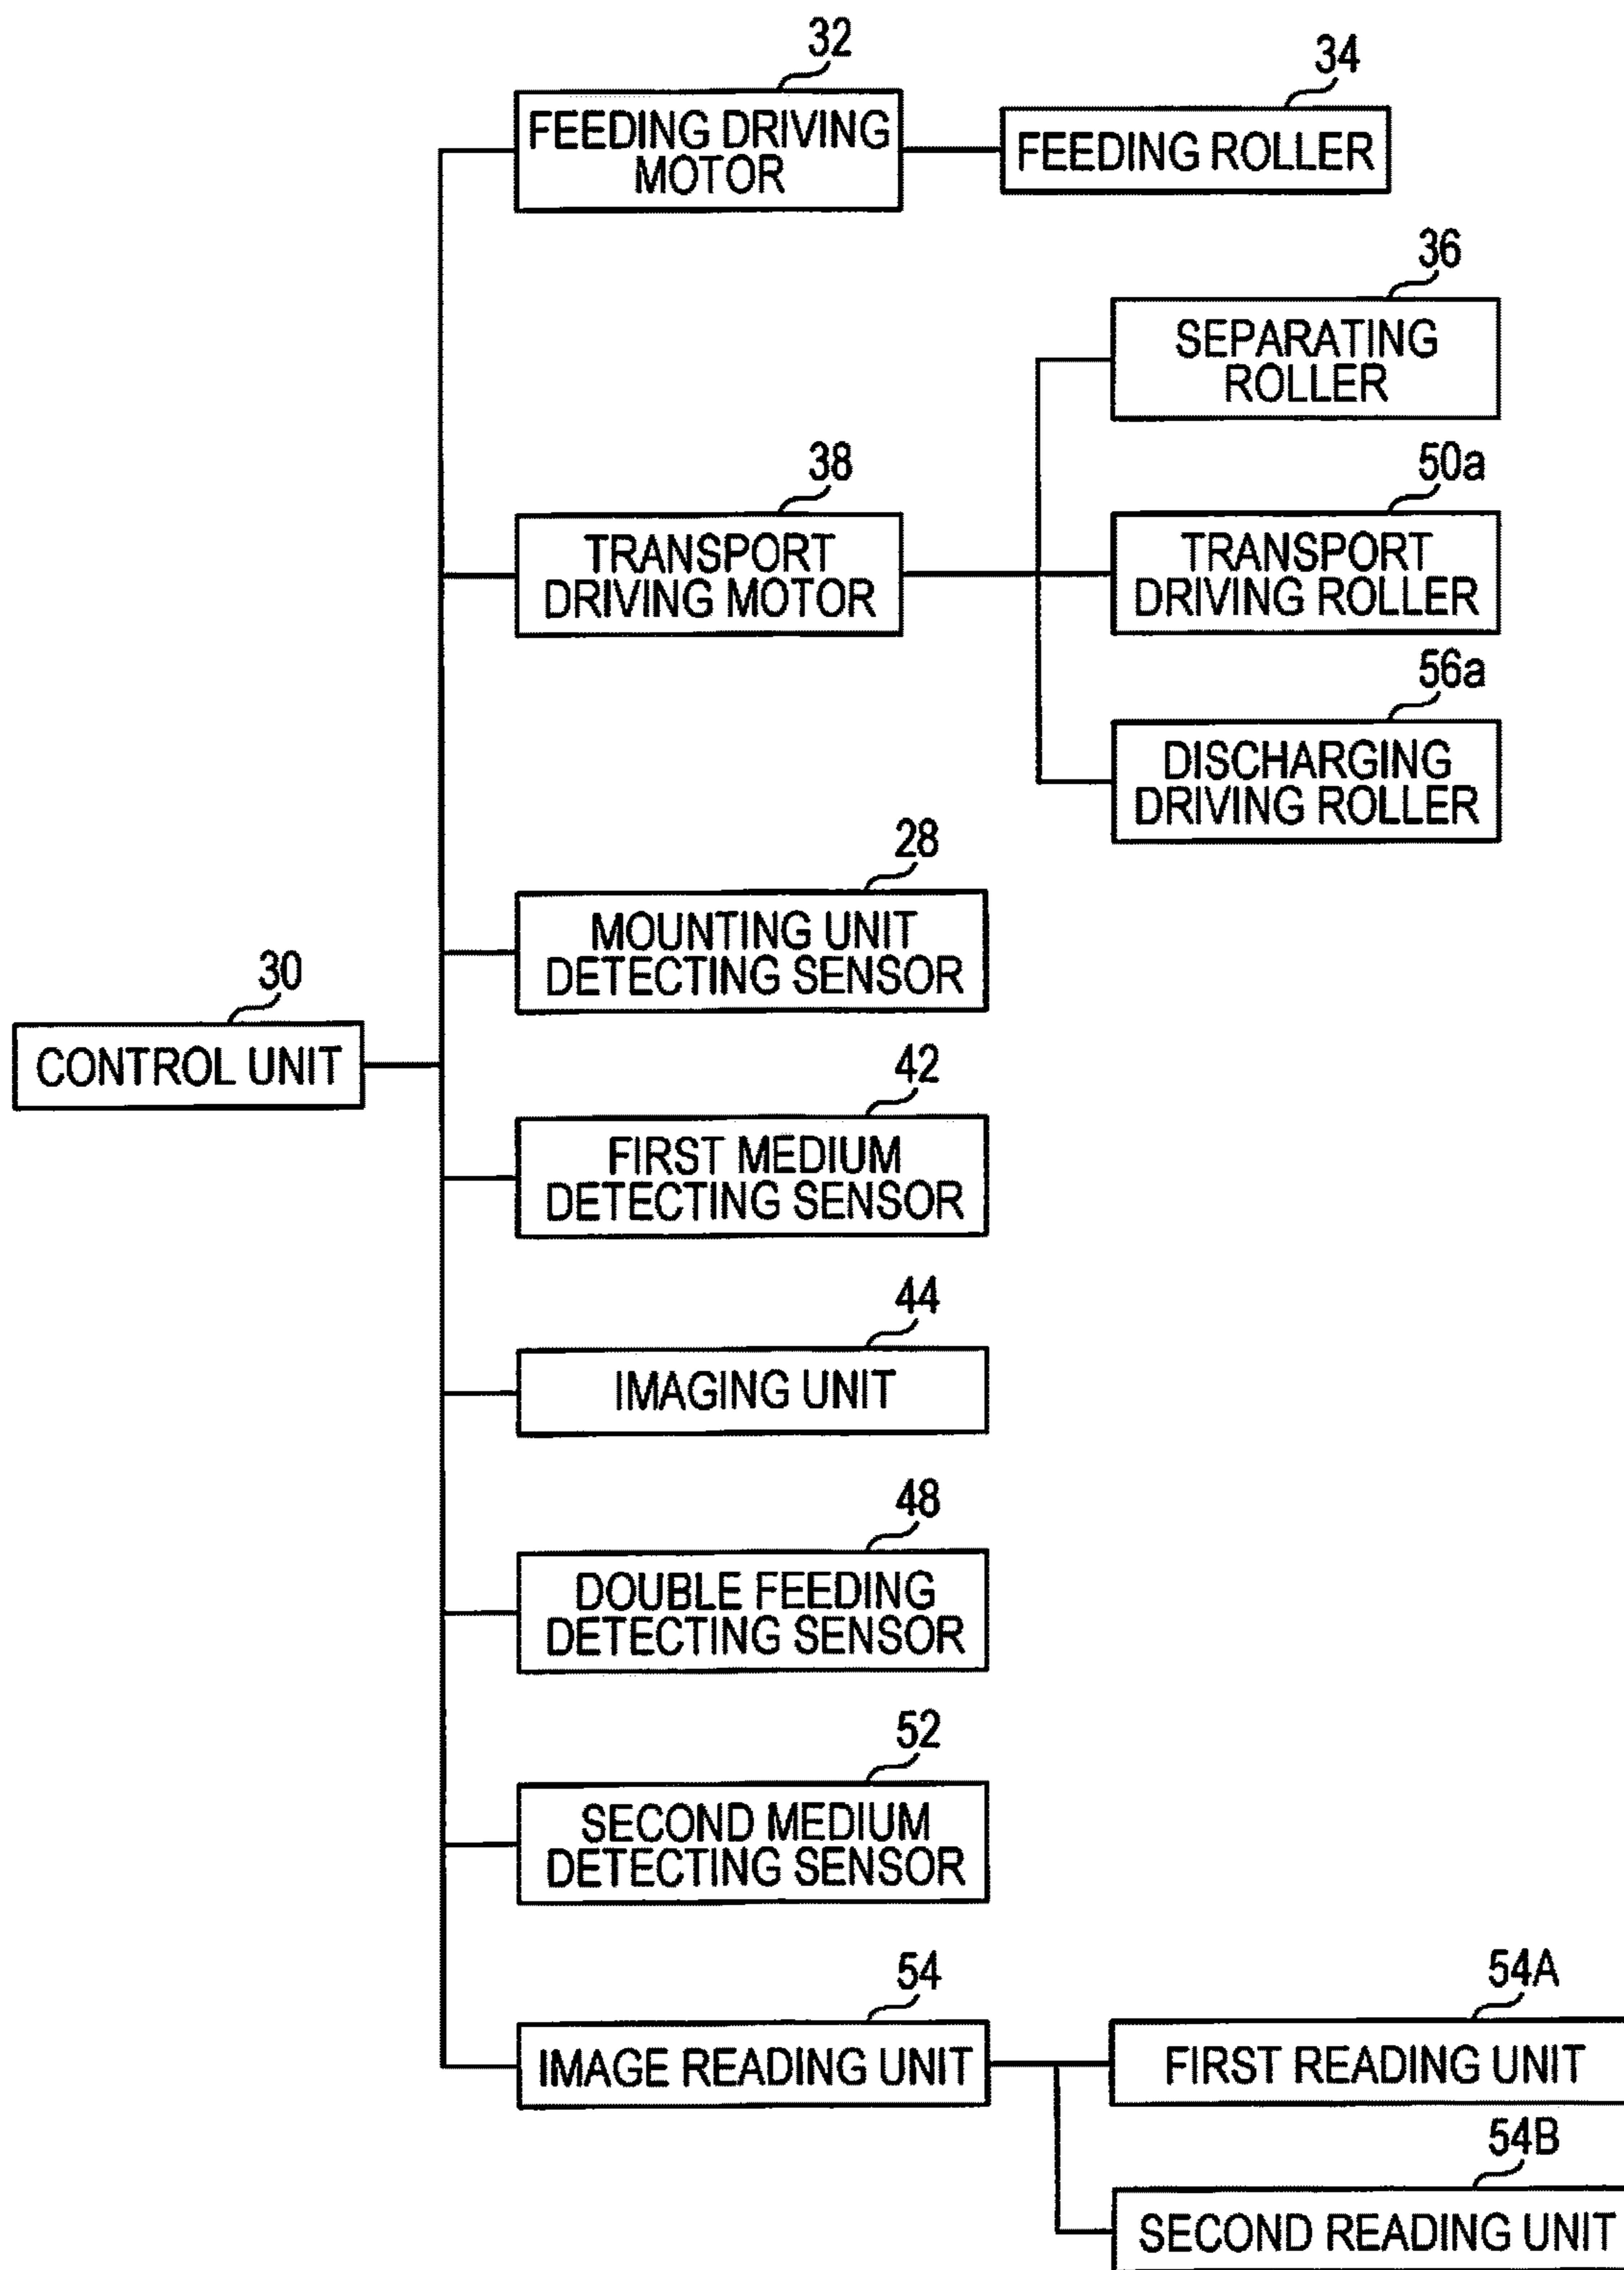 32
FEEDING DRIVING
MOTOR
34
FEEDING ROLLER
36
SEPARATING
ROLLER
38
TRANSPORT
DRIVING MOTOR
50a
TRANSPORT
DRIVING ROLLER
56a
DISCHARGING
DRIVING ROLLER
28
MOUNTING UNIT
DETECTING SENSOR
30
CONTROL UNIT
42
FIRST MEDIUM
DETECTING SENSOR
44
IMAGING UNIT
48
DOUBLE FEEDING
DETECTING SENSOR
52
SECOND MEDIUM
DETECTING SENSOR
54
IMAGE READING UNIT
54A
FIRST READING UNIT
54B
SECOND READING UNIT